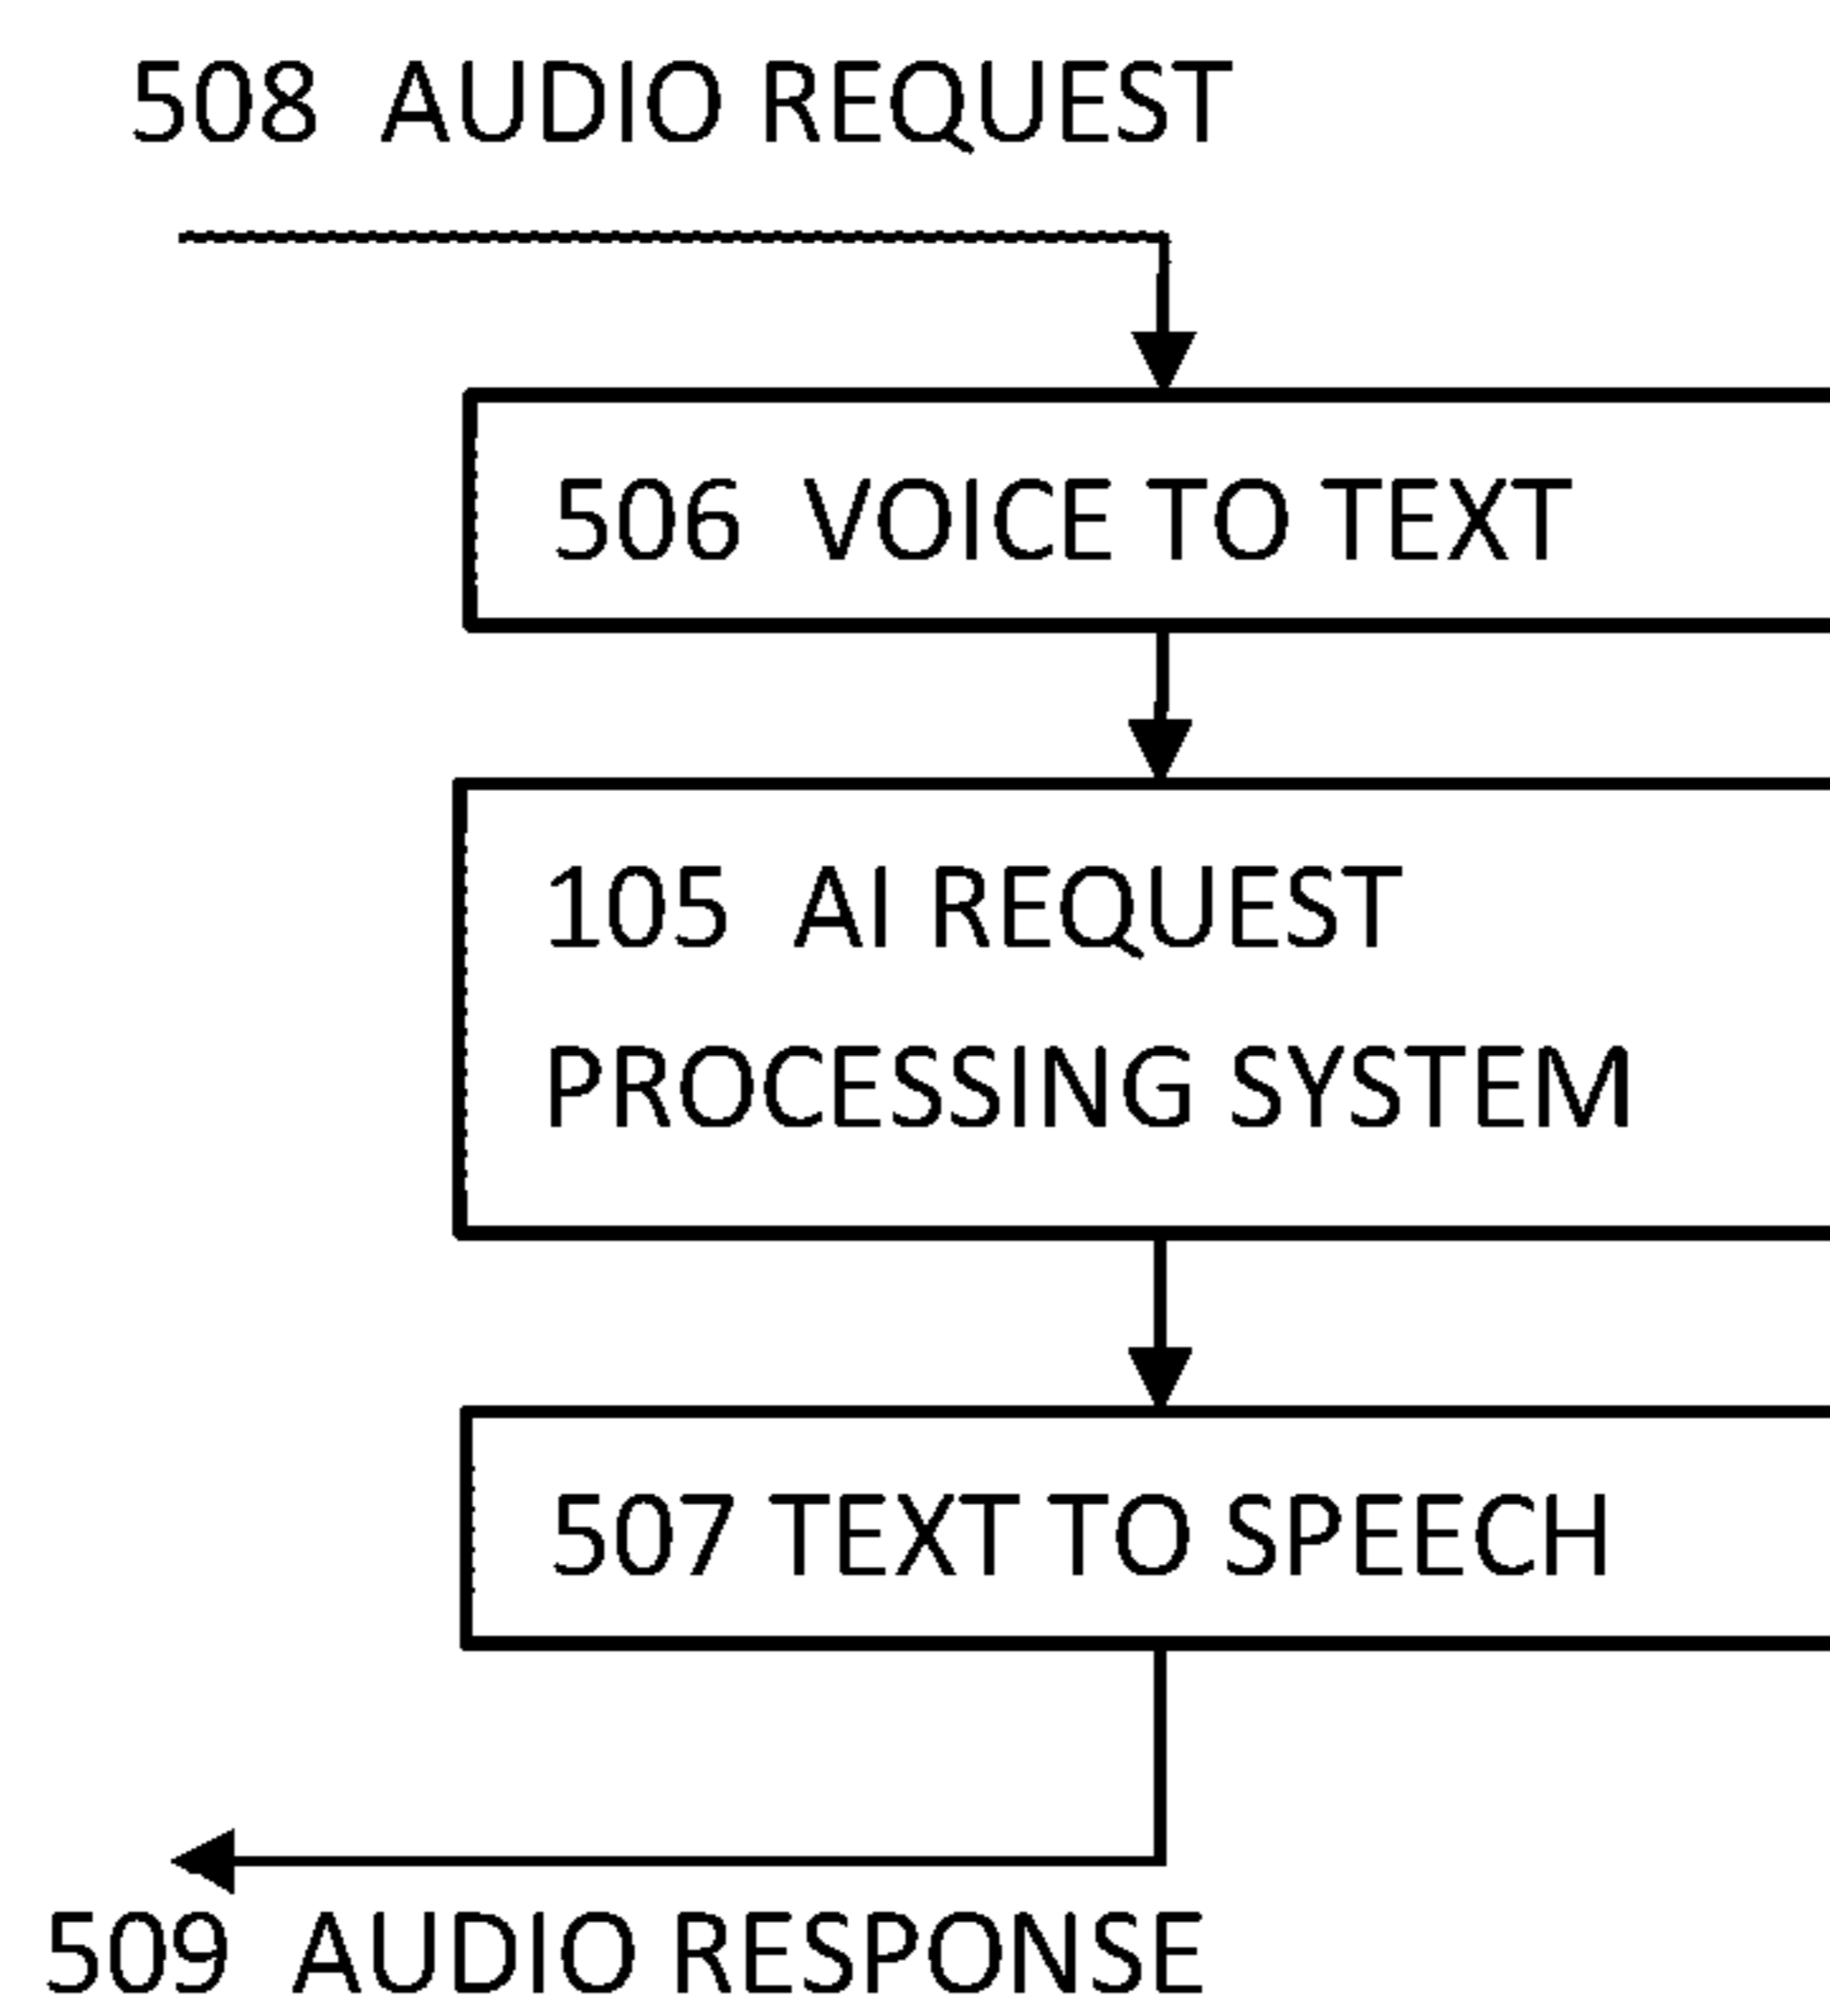 508 AUDIO REQUEST
506 VOICE TO TEXT
105 AI REQUEST
PROCESSING SYSTEM
507 TEXT TO SPEECH
509 AUDIO RESPONSE